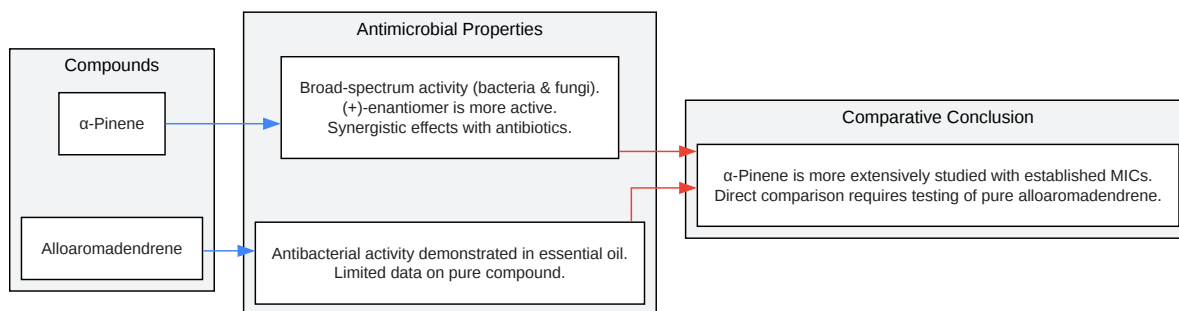 Compounds
α-Pinene
Alloaromadendrene
Antimicrobial Properties
Broad-spectrum activity (bacteria & fungi).
(+)-enantiomer is more active.
Synergistic effects with antibiotics.
Antibacterial activity demonstrated in essential oil.
Limited data on pure compound.
Comparative Conclusion
α-Pinene is more extensively studied with established MICs.
Direct comparison requires testing of pure alloaromadendrene.